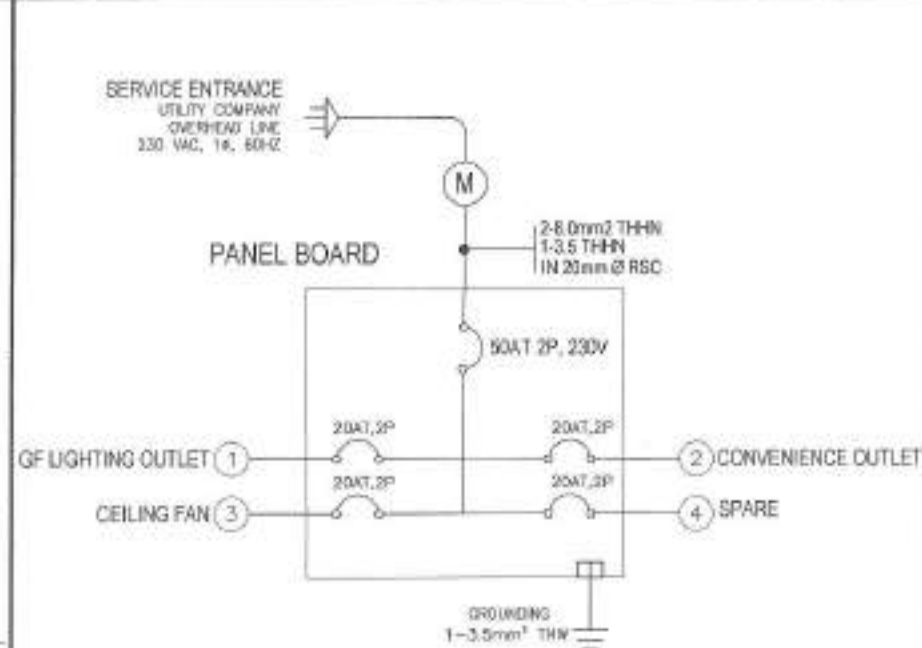 SERVICE ENTRANCE
UTILITY COMPANY
OVERHEAD LINE
230 VAC, 1Ø, 60HZ
M
2-8.0mm2 THHN
1-3.5 THHN
IN 20mm Ø RSC
PANEL BOARD
50AT 2P, 230V
20AT,2P
20AT,2P
GF LIGHTING OUTLET 1
2 CONVENIENCE OUTLET
20AT,2P
20AT,2P
CEILING FAN 3
4 SPARE
GROUNDING
1-3.5mm² THW